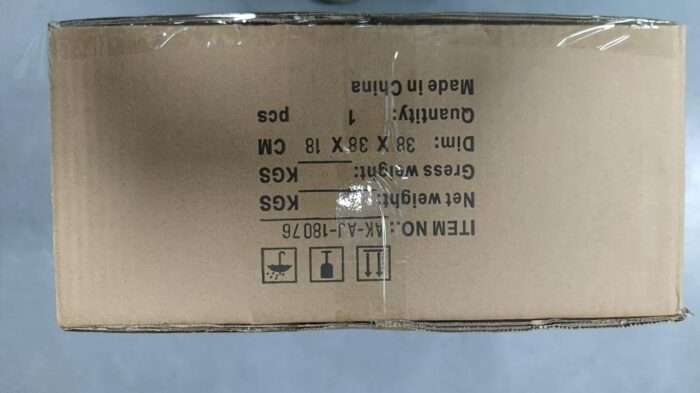 ITEM NO.: AK-AJ-18076
Net weight: KGS
Gress weight: KGS
Dim: 38 X 38 X 18 CM
Quantity: 1 pcs
Made in China